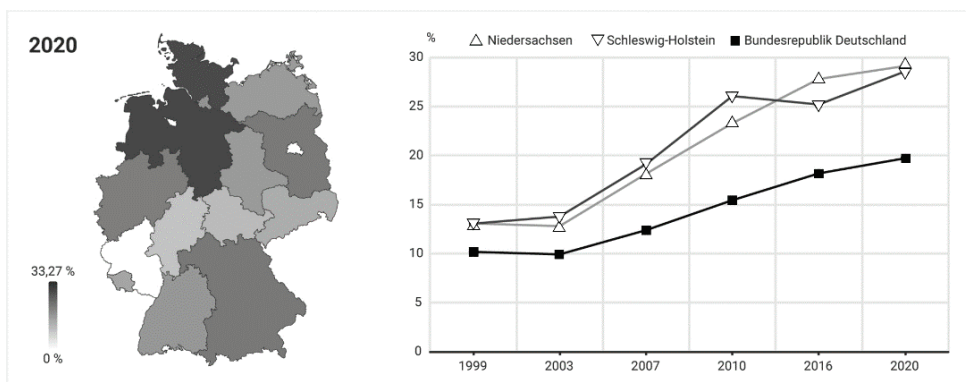 2020
33,27 %
0 %
%
Niedersachsen
Schleswig-Holstein
Bundesrepublik Deutschland
30
25
20
15
10
5
0
1999 2003 2007 2010 2016 2020